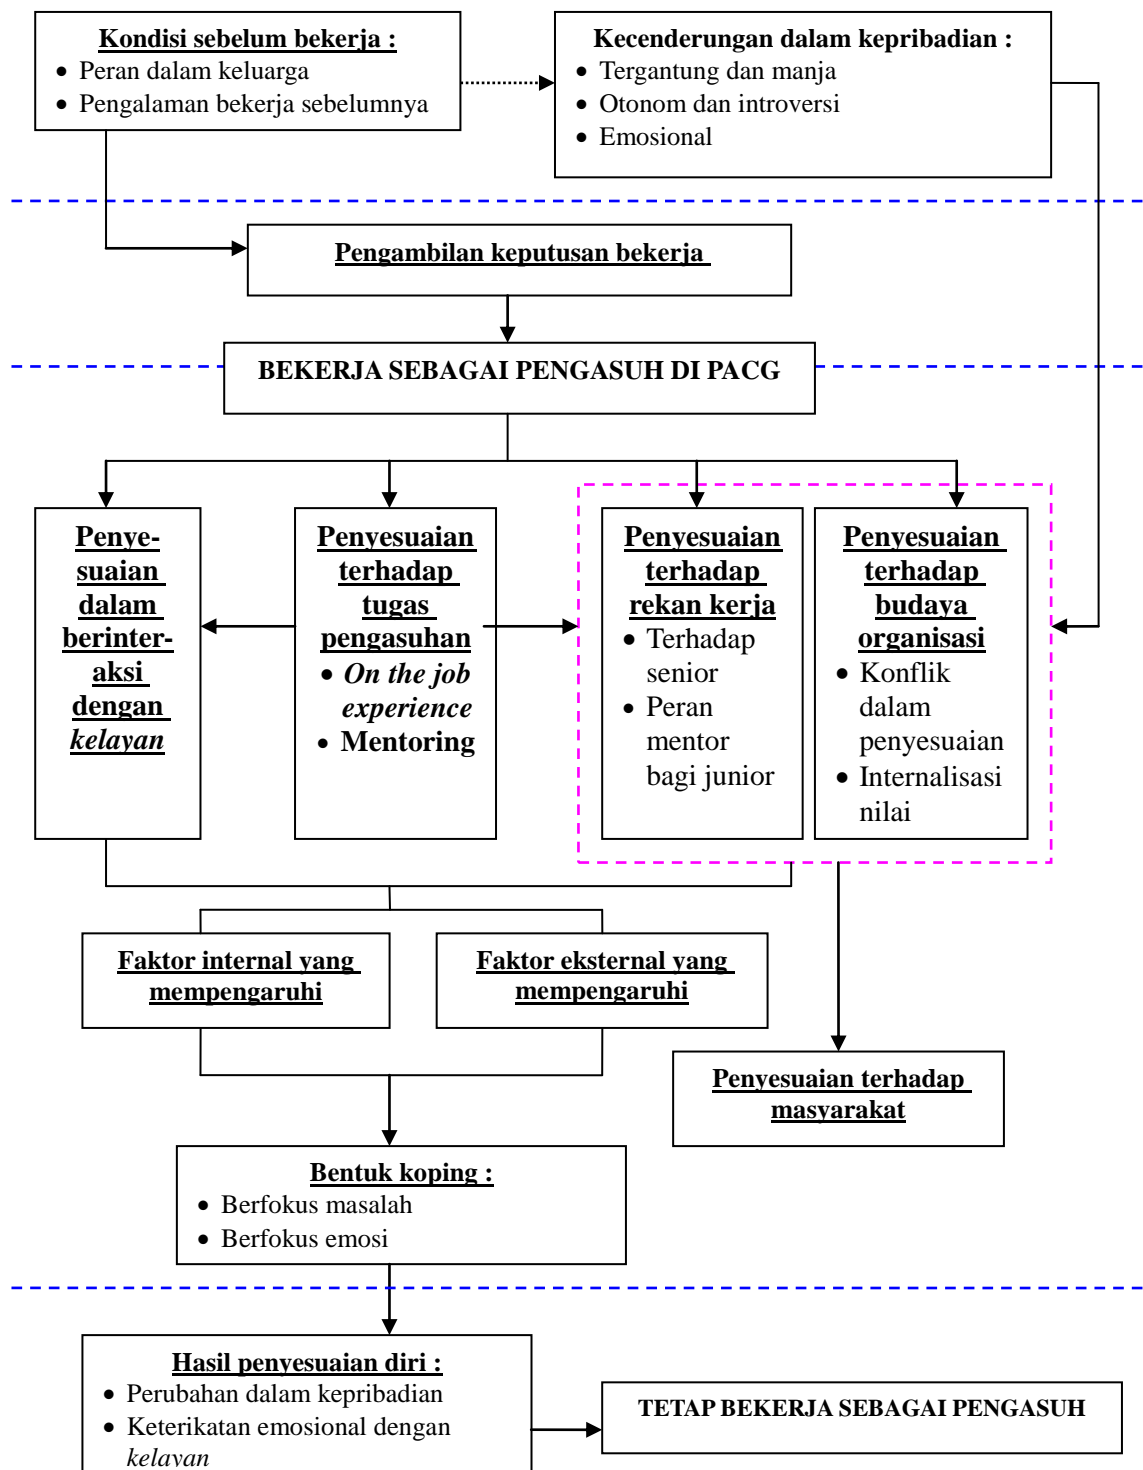 Kondisi sebelum bekerja :
• Peran dalam keluarga
• Pengalaman bekerja sebelumnya
Kecenderungan dalam kepribadian :
• Tergantung dan manja
• Otonom dan introversi
• Emosional
Pengambilan keputusan bekerja
BEKERJA SEBAGAI PENGASUH DI PACG
Penye-
suaian
dalam
berinter-
aksi
dengan
kelayan
Penyesuaian
terhadap
tugas
pengasuhan
• On the job
experience
• Mentoring
Penyesuaian
terhadap
rekan kerja
• Terhadap
senior
• Peran
mentor
bagi junior
Penyesuaian
terhadap
budaya
organisasi
• Konflik
dalam
penyesuaian
• Internalisasi
nilai
Faktor internal yang
mempengaruhi
Faktor eksternal yang
mempengaruhi
Penyesuaian terhadap
masyarakat
Bentuk koping :
• Berfokus masalah
• Berfokus emosi
Hasil penyesuaian diri :
• Perubahan dalam kepribadian
• Keterikatan emosional dengan
kelayan
TETAP BEKERJA SEBAGAI PENGASUH